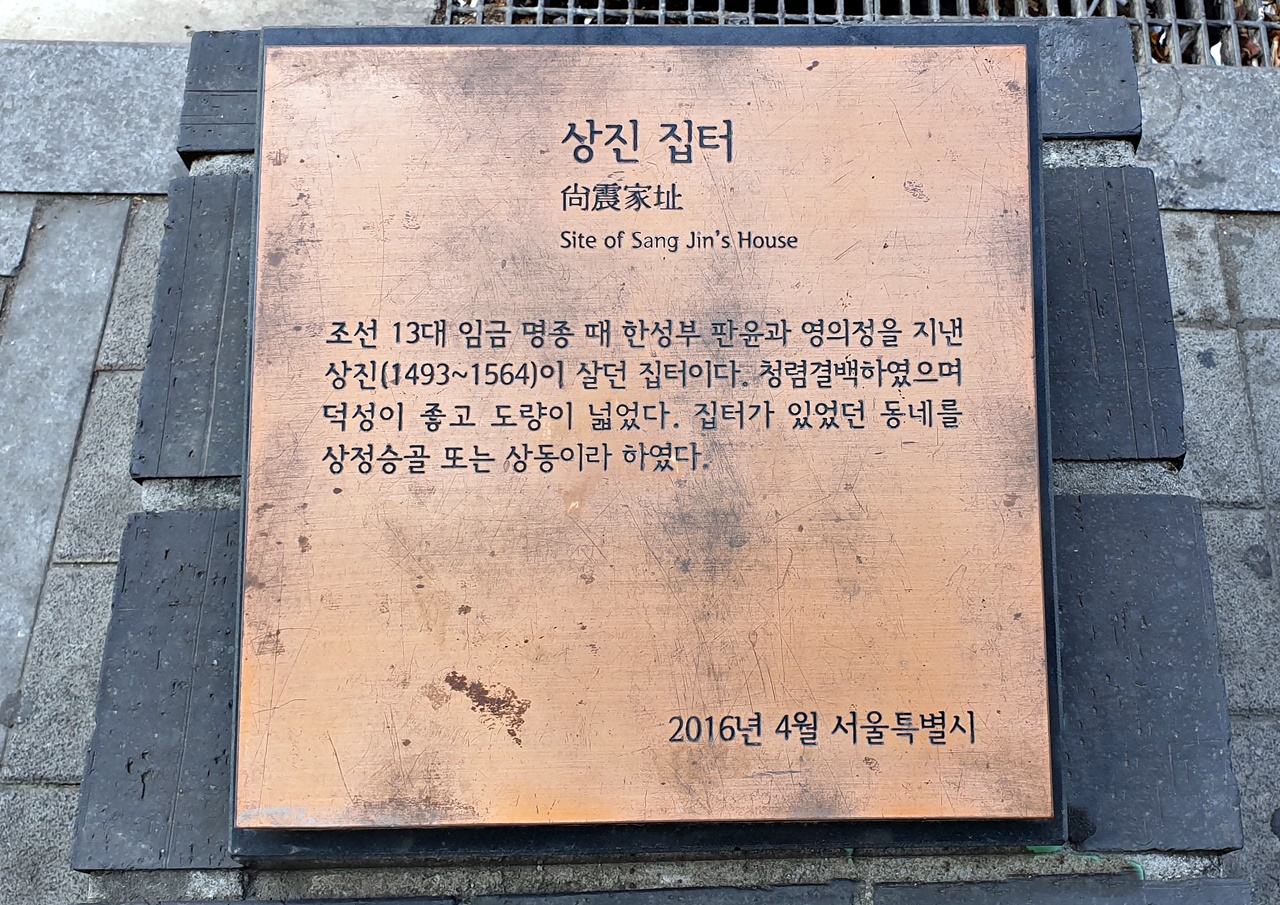 상진 집터
尙震家址
Site of Sang Jin's House
조선 13대 임금 명종 때 한성부 판윤과 영의정을 지낸
상진(1493~1564)이 살던 집터이다. 청렴결백하였으며
덕성이 좋고 도량이 넓었다. 집터가 있었던 동네를
상정승골 또는 상동이라 하였다.
2016년 4월 서울특별시